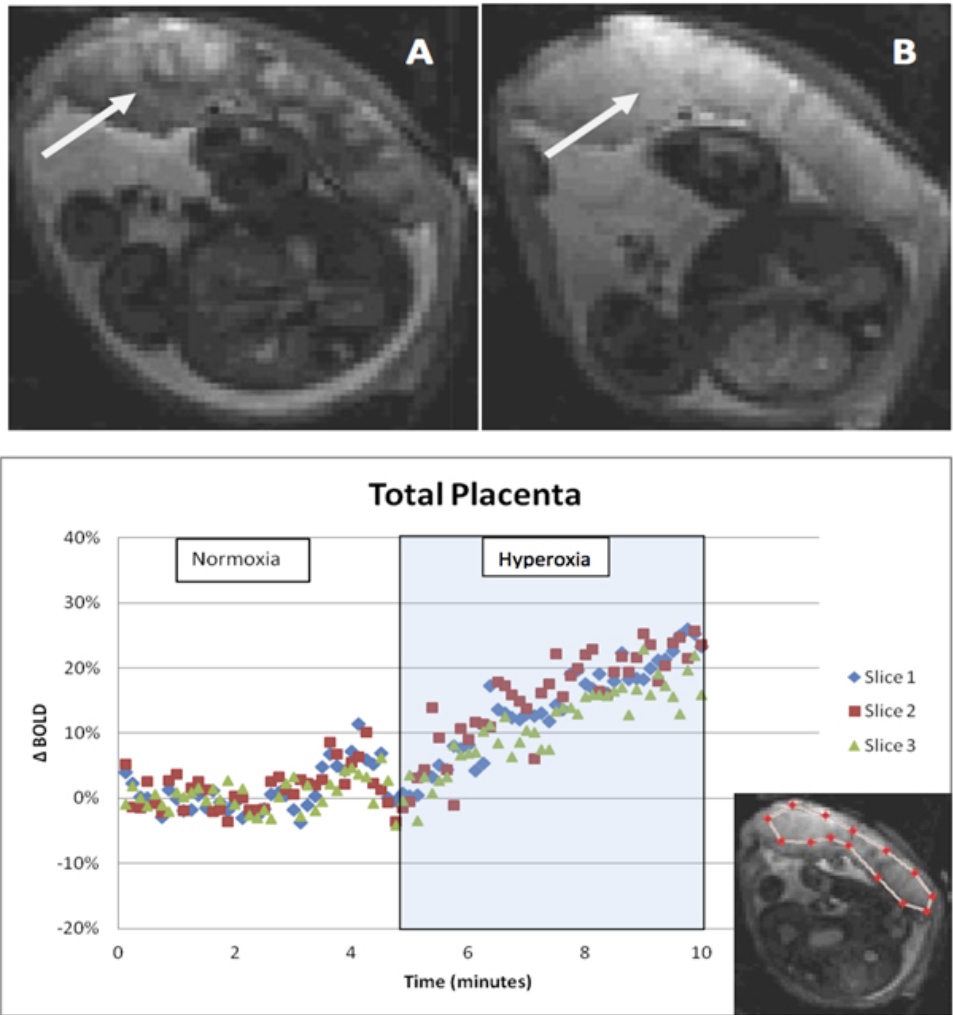 A
B
Total Placenta
40%
30%
20%
10%
0%
-10%
-20%
Δ BOLD
Normoxia
Hyperoxia
Slice 1
Slice 2
Slice 3
0
2
4
6
8
10
Time (minutes)